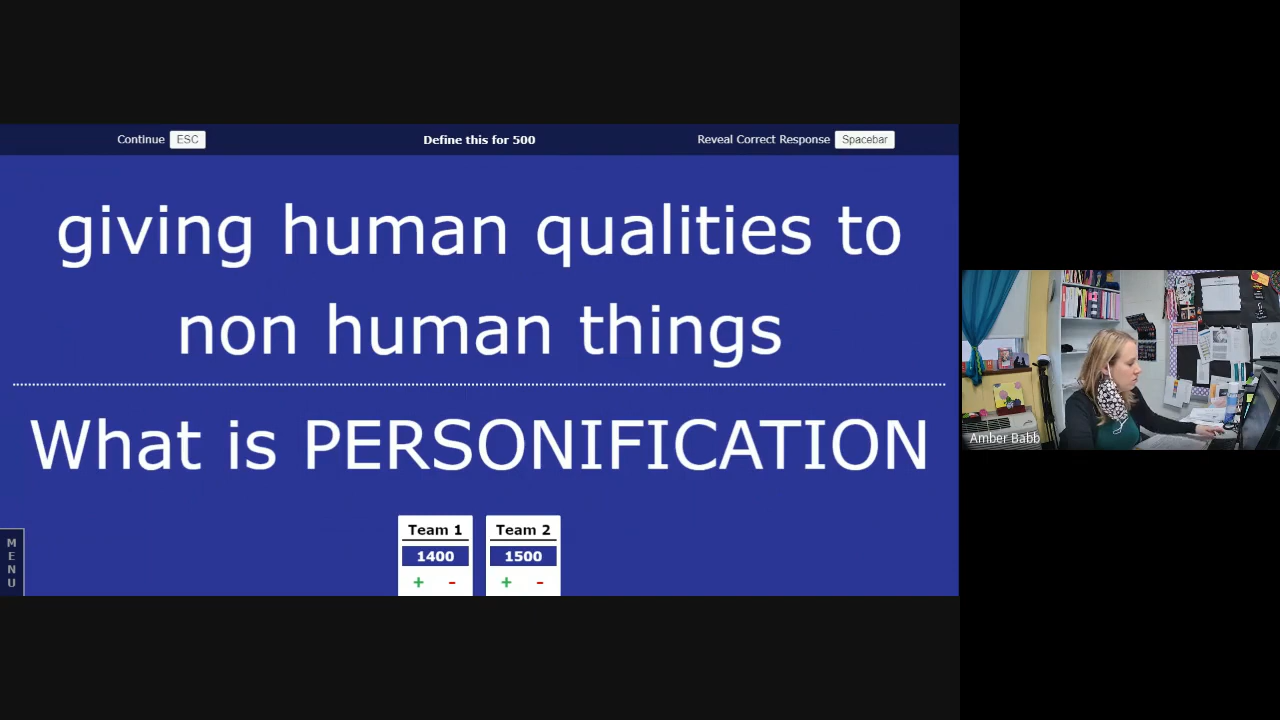 Continue ESC
Define this for 500
Reveal Correct Response Spacebar
giving human qualities to
non human things
What is PERSONIFICATION
MENU
Team 1
1400
+ -
Team 2
1500
+ -
Amber Babb